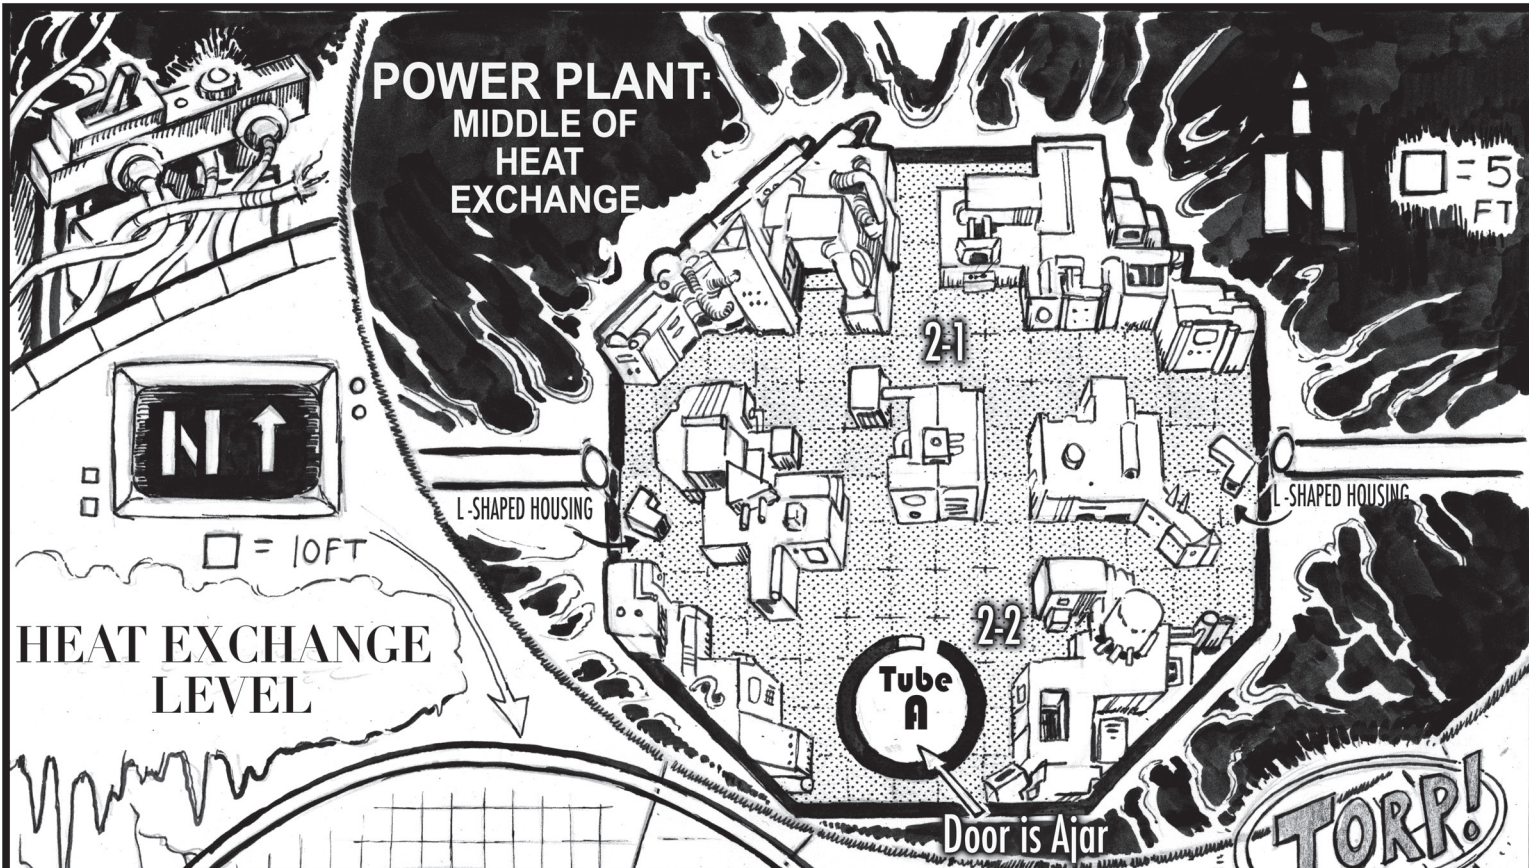 POWER PLANT:
MIDDLE OF
HEAT
EXCHANGE
N
□ = 5
FT
2-1
N ↑
L-SHAPED HOUSING
L-SHAPED HOUSING
□ = 10FT
2-2
HEAT EXCHANGE
LEVEL
Tube
A
Door is Ajar
TORP!